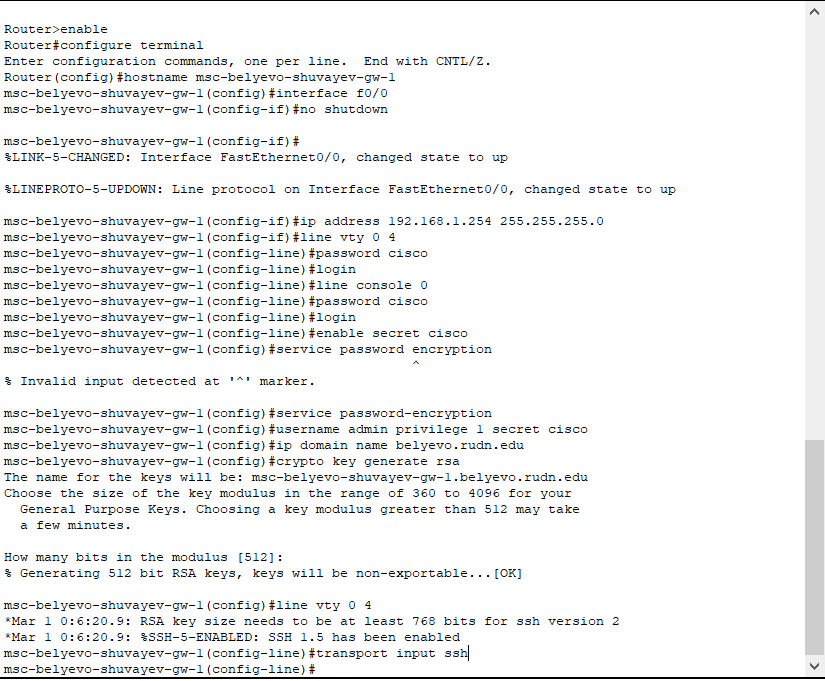 Router>enable
Router#configure terminal
Enter configuration commands, one per line.  End with CNTL/Z.
Router(config)#hostname msc-belyevo-shuvayev-gw-1
msc-belyevo-shuvayev-gw-1(config)#interface f0/0
msc-belyevo-shuvayev-gw-1(config-if)#no shutdown
msc-belyevo-shuvayev-gw-1(config-if)#
%LINK-5-CHANGED: Interface FastEthernet0/0, changed state to up
%LINEPROTO-5-UPDOWN: Line protocol on Interface FastEthernet0/0, changed state to up
msc-belyevo-shuvayev-gw-1(config-if)#ip address 192.168.1.254 255.255.255.0
msc-belyevo-shuvayev-gw-1(config-if)#line vty 0 4
msc-belyevo-shuvayev-gw-1(config-line)#password cisco
msc-belyevo-shuvayev-gw-1(config-line)#login
msc-belyevo-shuvayev-gw-1(config-line)#line console 0
msc-belyevo-shuvayev-gw-1(config-line)#password cisco
msc-belyevo-shuvayev-gw-1(config-line)#login
msc-belyevo-shuvayev-gw-1(config-line)#enable secret cisco
msc-belyevo-shuvayev-gw-1(config)#service password encryption
^
% Invalid input detected at '^' marker.
msc-belyevo-shuvayev-gw-1(config)#service password-encryption
msc-belyevo-shuvayev-gw-1(config)#username admin privilege 1 secret cisco
msc-belyevo-shuvayev-gw-1(config)#ip domain name belyevo.rudn.edu
msc-belyevo-shuvayev-gw-1(config)#crypto key generate rsa
The name for the keys will be: msc-belyevo-shuvayev-gw-1.belyevo.rudn.edu
Choose the size of the key modulus in the range of 360 to 4096 for your
General Purpose Keys. Choosing a key modulus greater than 512 may take
a few minutes.
How many bits in the modulus [512]:
% Generating 512 bit RSA keys, keys will be non-exportable...[OK]
msc-belyevo-shuvayev-gw-1(config)#line vty 0 4
*Mar 1 0:6:20.9: RSA key size needs to be at least 768 bits for ssh version 2
*Mar 1 0:6:20.9: %SSH-5-ENABLED: SSH 1.5 has been enabled
msc-belyevo-shuvayev-gw-1(config-line)#transport input ssh
msc-belyevo-shuvayev-gw-1(config-line)#